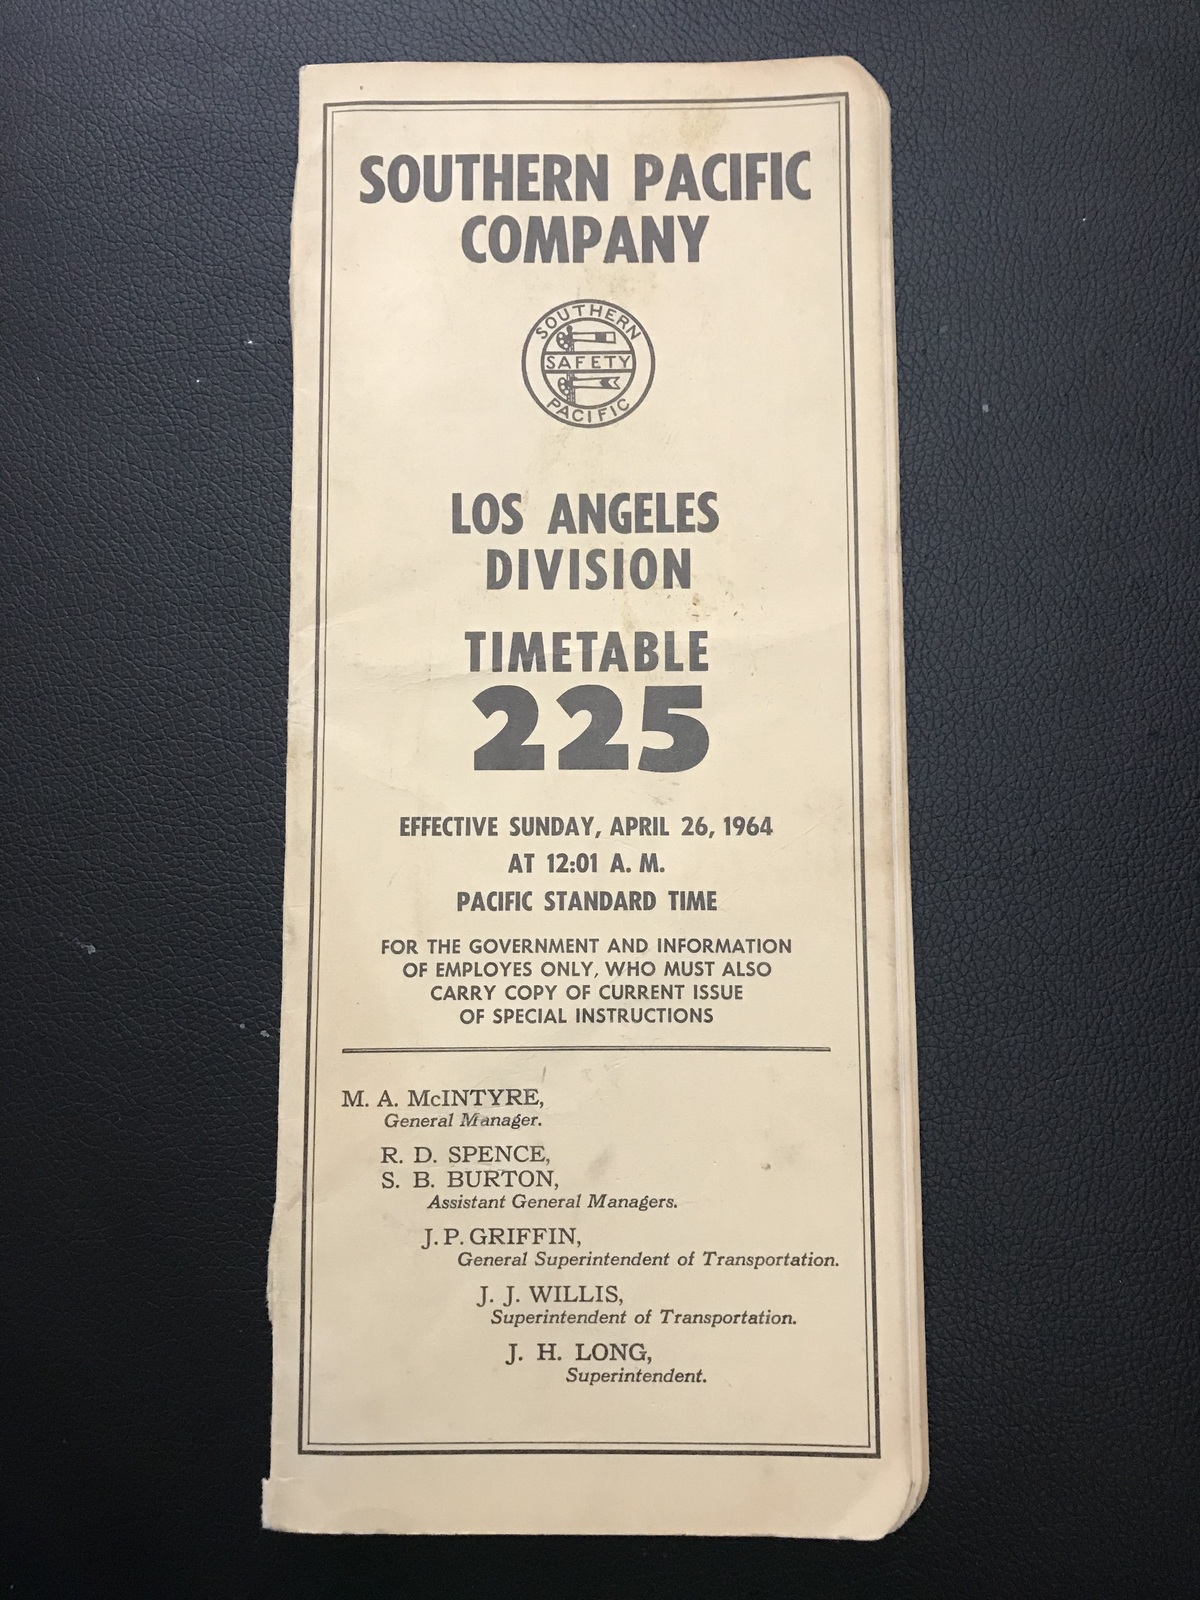 SOUTHERN PACIFIC
COMPANY
SOUTHERN
SAFETY
PACIFIC
LOS ANGELES
DIVISION
TIMETABLE
225
EFFECTIVE SUNDAY, APRIL 26, 1964
AT 12:01 A. M.
PACIFIC STANDARD TIME
FOR THE GOVERNMENT AND INFORMATION
OF EMPLOYES ONLY, WHO MUST ALSO
CARRY COPY OF CURRENT ISSUE
OF SPECIAL INSTRUCTIONS
M. A. McINTYRE,
General Manager.
R. D. SPENCE,
S. B. BURTON,
Assistant General Managers.
J. P. GRIFFIN,
General Superintendent of Transportation.
J. J. WILLIS,
Superintendent of Transportation.
J. H. LONG,
Superintendent.